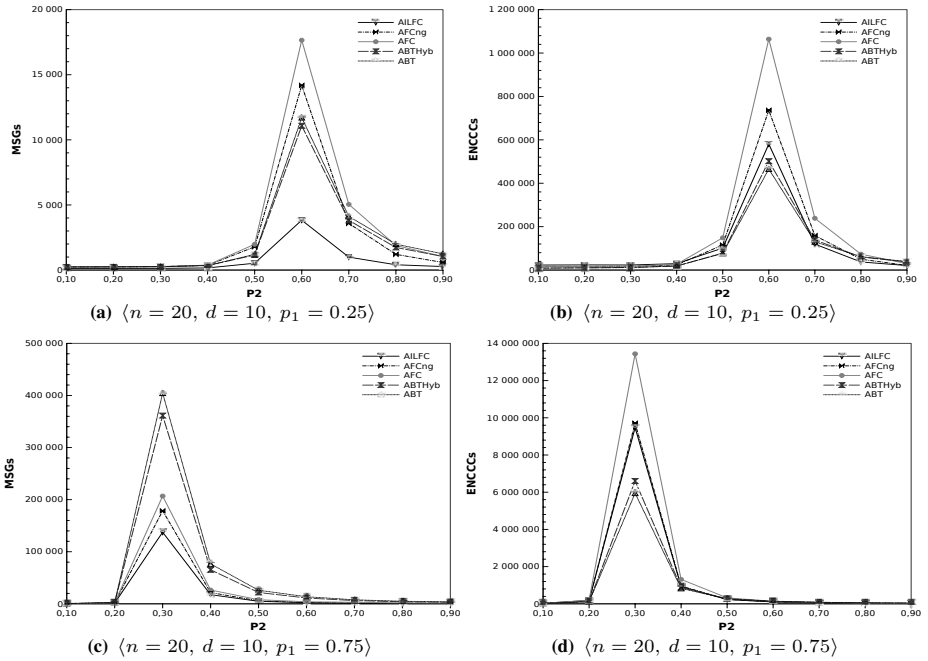 20 000
15 000
10 000
5 000
0
MSGs
0,10 0,20 0,30 0,40 0,50 0,60 0,70 0,80 0,90
P2
AILFC
AFCng
AFC
ABTHyb
ABT
(a) ⟨n = 20, d = 10, p₁ = 0.25⟩
1 200 000
1 000 000
800 000
600 000
400 000
200 000
0
ENCCCs
0,10 0,20 0,30 0,40 0,50 0,60 0,70 0,80 0,90
P2
AILFC
AFCng
AFC
ABTHyb
ABT
(b) ⟨n = 20, d = 10, p₁ = 0.25⟩
500 000
400 000
300 000
200 000
100 000
0
MSGs
0,10 0,20 0,30 0,40 0,50 0,60 0,70 0,80 0,90
P2
AILFC
AFCng
AFC
ABTHyb
ABT
(c) ⟨n = 20, d = 10, p₁ = 0.75⟩
14 000 000
12 000 000
10 000 000
8 000 000
6 000 000
4 000 000
2 000 000
0
ENCCCs
0,10 0,20 0,30 0,40 0,50 0,60 0,70 0,80 0,90
P2
AILFC
AFCng
AFC
ABTHyb
ABT
(d) ⟨n = 20, d = 10, p₁ = 0.75⟩